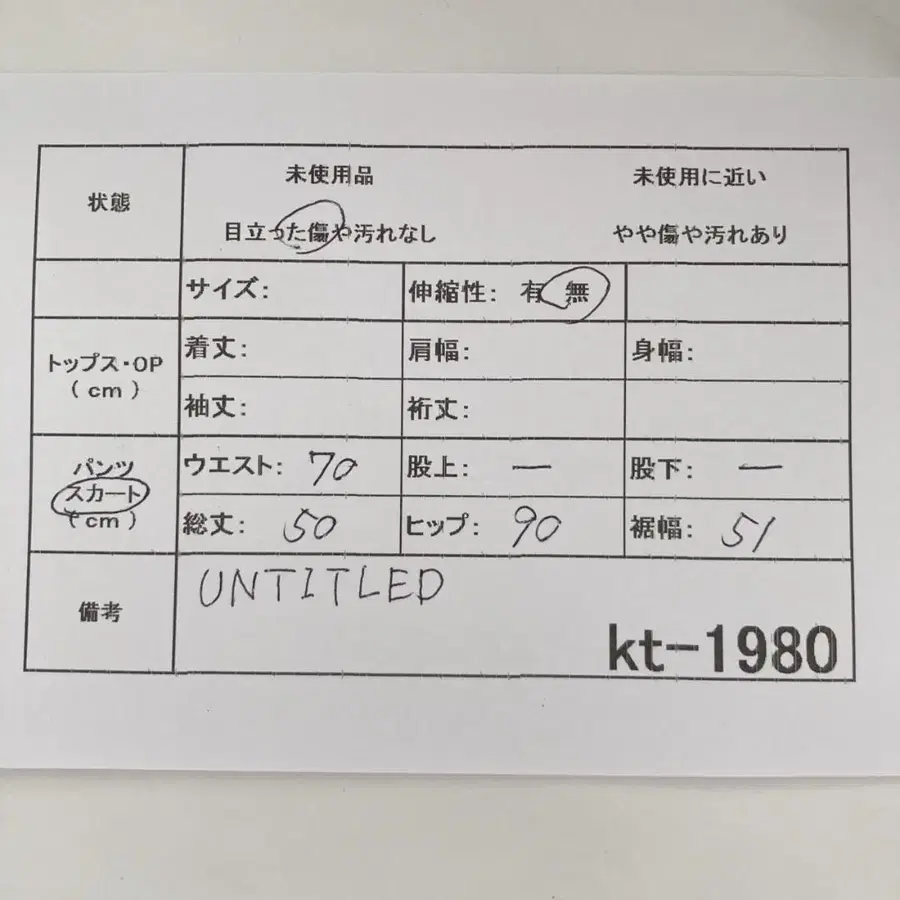 状態
未使用品 未使用に近い
目立った傷や汚れなし やや傷や汚れあり
サイズ: 伸縮性: 有 無
トップス・OP
(cm)
着丈: 肩幅: 身幅:
袖丈: 裄丈:
パンツ
スカート
(cm)
ウエスト: 70 股上: ― 股下: ―
総丈: 50 ヒップ: 90 裾幅: 51
備考
UNTITLED
kt-1980